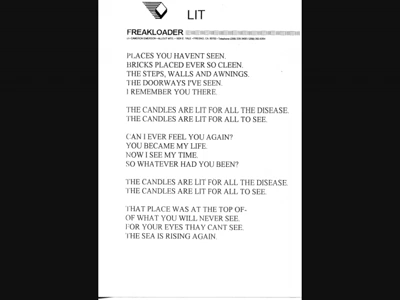 LIT
FREAKLOADER
PLACES YOU HAVENT SEEN.
BRICKS PLACED EVER SO CLEEN.
THE STEPS, WALLS AND AWNINGS.
THE DOORWAYS I'VE SEEN.
I REMEMBER YOU THERE.
THE CANDLES ARE LIT FOR ALL THE DISEASE.
THE CANDLES ARE LIT FOR ALL TO SEE.
CAN I EVER FEEL YOU AGAIN?
YOU BECAME MY LIFE.
NOW I SEE MY TIME.
SO WHATEVER HAD YOU BEEN?
THE CANDLES ARE LIT FOR ALL THE DISEASE.
THE CANDLES ARE LIT FOR ALL TO SEE.
THAT PLACE WAS AT THE TOP OF-
OF WHAT YOU WILL NEVER SEE.
FOR YOUR EYES THAY CANT SEE.
THE SEA IS RISING AGAIN.